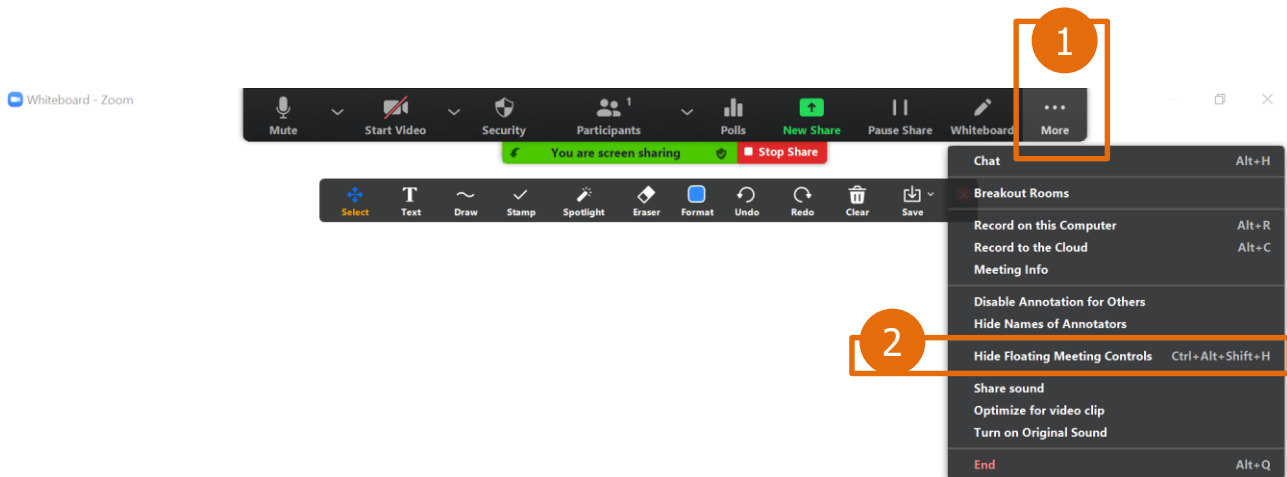 1
Whiteboard - Zoom
1
Mute Start Video Security Participants Polls New Share Pause Share Whiteboard More
You are screen sharing Stop Share
Chat Alt+H
Select Text Draw Stamp Spotlight Eraser Format Undo Redo Clear Save
T
Breakout Rooms
Record on this Computer Alt+R
Record to the Cloud Alt+C
Meeting Info
Disable Annotation for Others
Hide Names of Annotators
2
Hide Floating Meeting Controls Ctrl+Alt+Shift+H
Share sound
Optimize for video clip
Turn on Original Sound
End Alt+Q